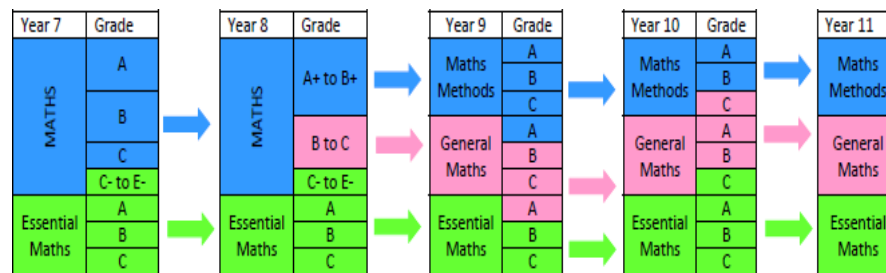 Year 7 Grade
MATHS
A
B
C
C- to E-
Essential
Maths
A
B
C
Year 8 Grade
MATHS
A+ to B+
B to C
C- to E-
Essential
Maths
A
B
C
Year 9 Grade
Maths
Methods
A
B
C
General
Maths
A
B
C
Essential
Maths
A
B
C
Year 10 Grade
Maths
Methods
A
B
C
General
Maths
A
B
C
Essential
Maths
A
B
C
Year 11
Maths
Methods
General
Maths
Essential
Maths